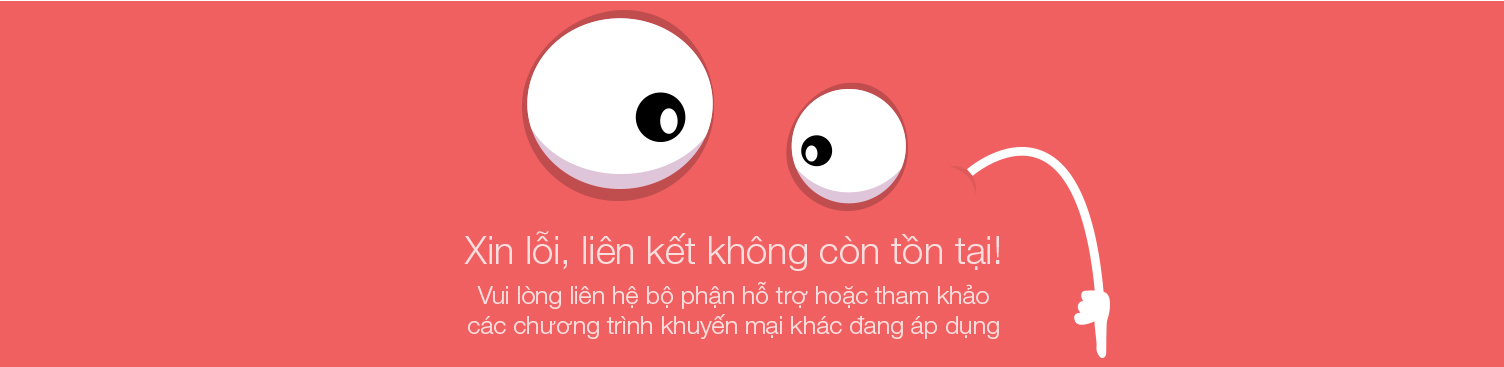 Xin lỗi, liên kết không còn tồn tại!
Vui lòng liên hệ bộ phận hỗ trợ hoặc tham khảo
các chương trình khuyến mại khác đang áp dụng